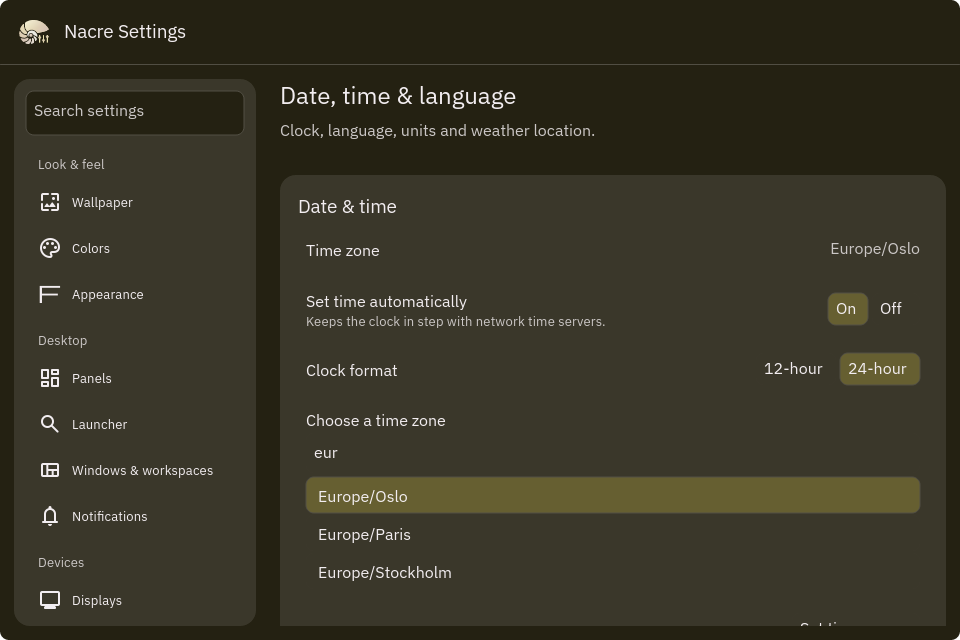 Nacre Settings
Search settings
Look & feel
Wallpaper
Colors
Appearance
Desktop
Panels
Launcher
Windows & workspaces
Notifications
Devices
Displays
Date, time & language
Clock, language, units and weather location.
Date & time
Time zone
Europe/Oslo
Set time automatically
Keeps the clock in step with network time servers.
On
Off
Clock format
12-hour
24-hour
Choose a time zone
eur
Europe/Oslo
Europe/Paris
Europe/Stockholm